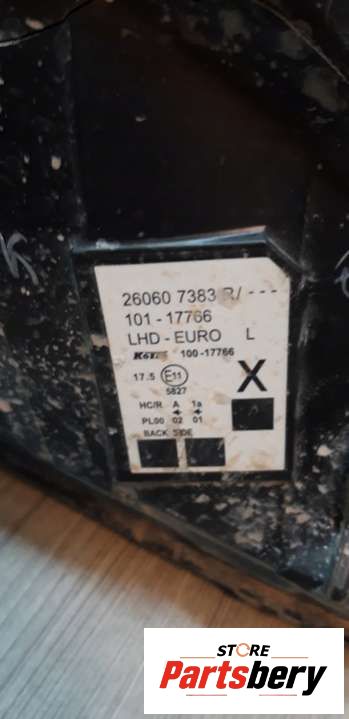 26060 7383 R/ - - -
101 - 17766
LHD - EURO L
100-17766
17.5 E11 X
5827
HC/R A 1a
PL00 02 01
BACK SIDE
STORE
Partsbery